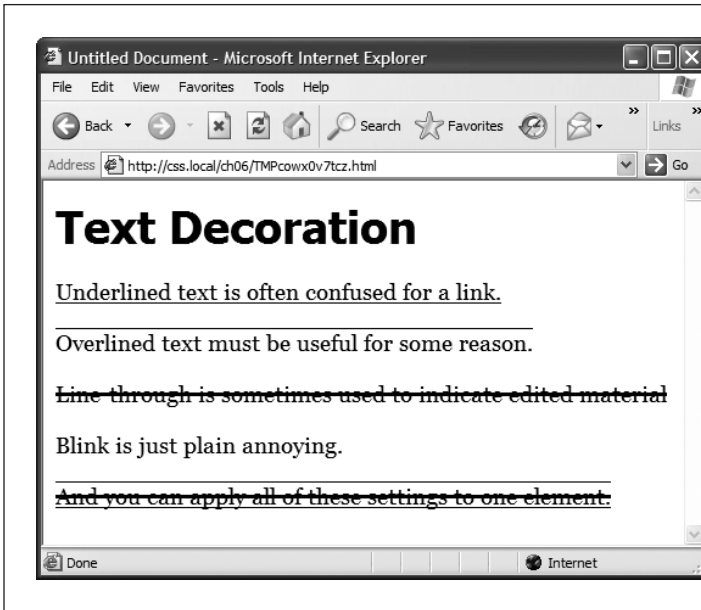 Untitled Document - Microsoft Internet Explorer
File Edit View Favorites Tools Help
Back Search Favorites » Links »
Address http://css.local/ch06/TMPcowx0v7tcz.html Go
Text Decoration
Underlined text is often confused for a link.
Overlined text must be useful for some reason.
Line-through is sometimes used to indicate edited material
Blink is just plain annoying.
And you can apply all of these settings to one element.
Done Internet